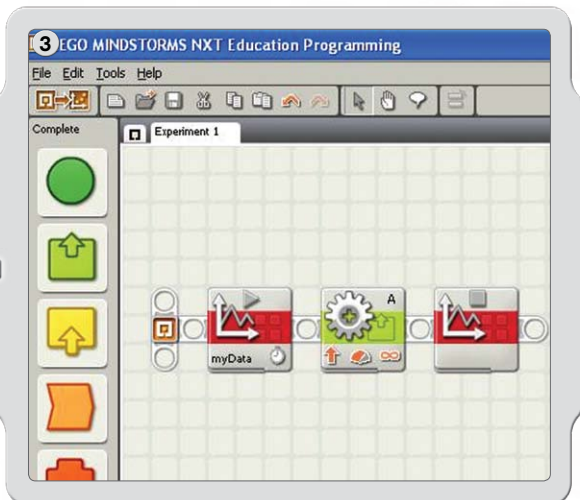 3
EGO MINDSTORMS NXT Education Programming
File Edit Tools Help
Complete
Experiment 1
A
myData